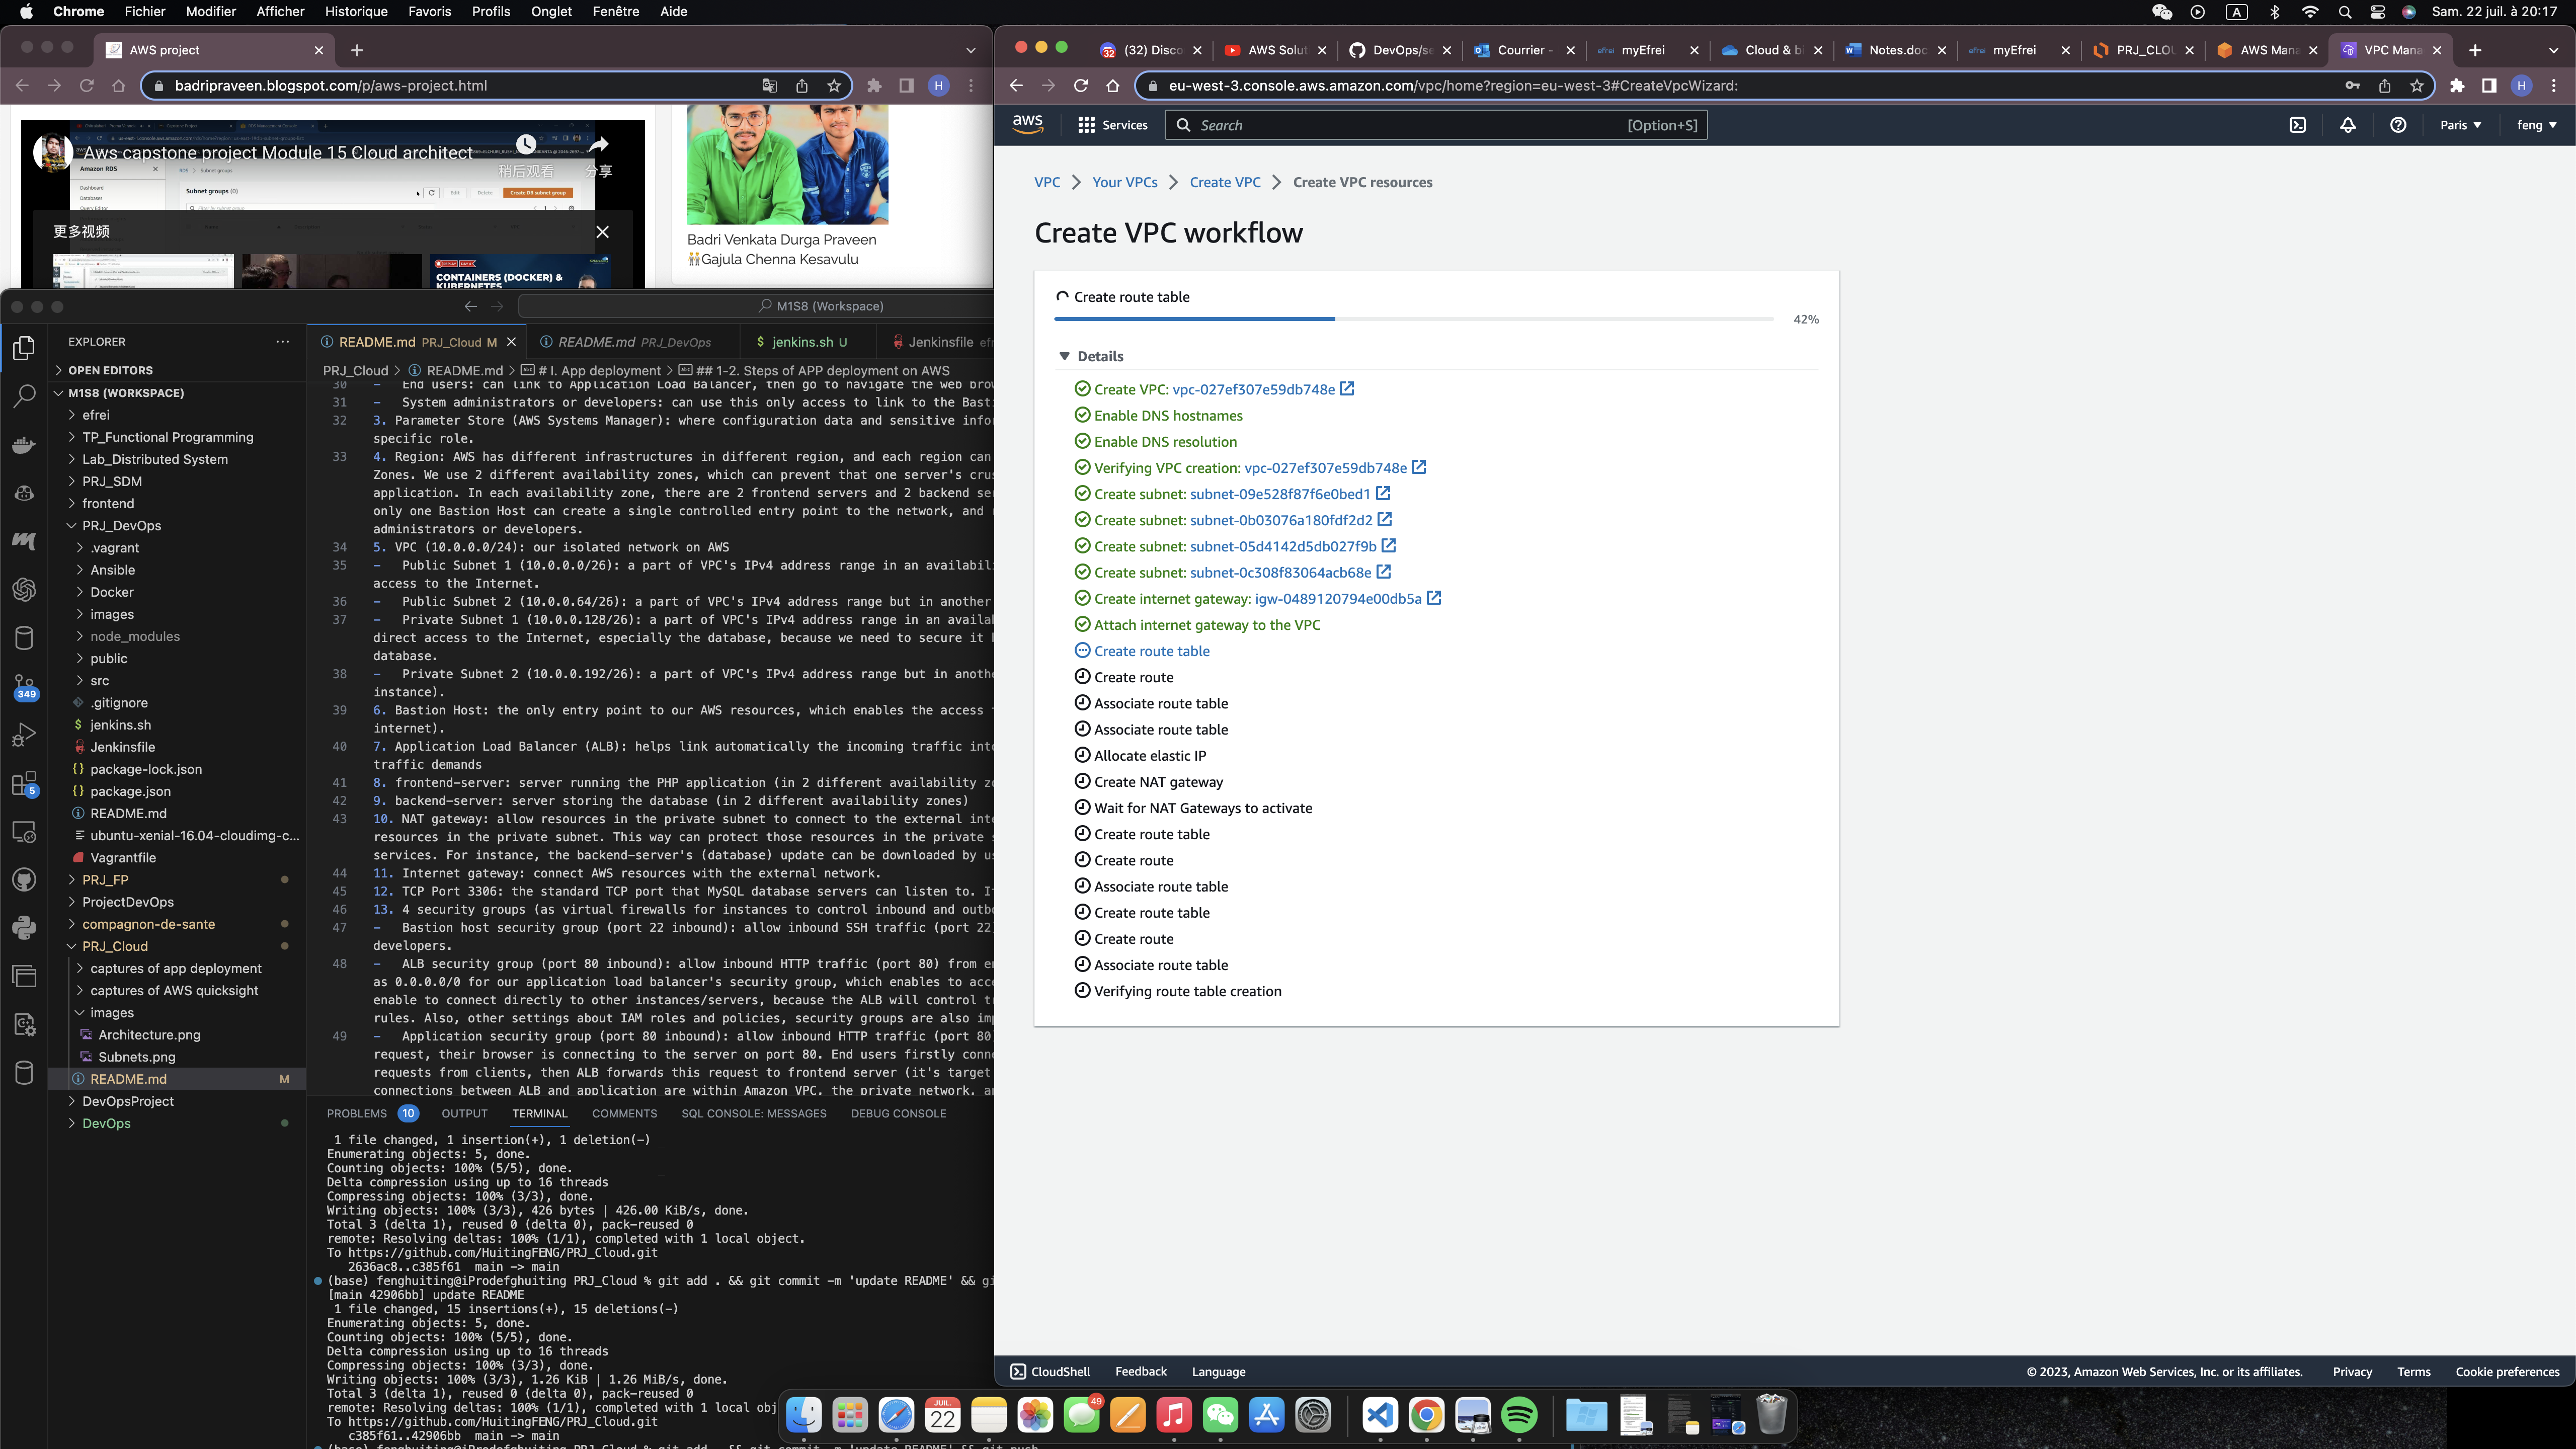 Chrome Fichier Modifier Afficher Historique Favoris Profils Onglet Fenêtre Aide
A Sam. 22 juil. à 20:17
AWS project
badripraveen.blogspot.com/p/aws-project.html
H
Aws capstone project Module 15 Cloud architect
稍后观看 分享
Amazon RDS
Dashboard
Databases
Query Editor
RDS > Subnet groups
Subnet groups (0)
Edit Delete Create DB subnet group
更多视频
CONTAINERS (DOCKER) &
KUBERNETES
Badri Venkata Durga Praveen
Gajula Chenna Kesavulu
M1S8 (Workspace)
EXPLORER
OPEN EDITORS
M1S8 (WORKSPACE)
efrei
TP_Functional Programming
Lab_Distributed System
PRJ_SDM
frontend
PRJ_DevOps
.vagrant
Ansible
Docker
images
node_modules
public
src
.gitignore
$ jenkins.sh
Jenkinsfile
{} package-lock.json
{} package.json
README.md
ubuntu-xenial-16.04-cloudimg-c...
Vagrantfile
PRJ_FP
ProjectDevOps
compagnon-de-sante
PRJ_Cloud
captures of app deployment
captures of AWS quicksight
images
Architecture.png
Subnets.png
README.md M
DevOpsProject
DevOps
349
5
README.md PRJ_Cloud M
README.md PRJ_DevOps
$ jenkins.sh U
Jenkinsfile
PRJ_Cloud > README.md > # I. App deployment > ## 1-2. Steps of APP deployment on AWS
30 - End users: can link to Application Load Balancer, then go to navigate the web brow
31 - System administrators or developers: can use this only access to link to the Basti
32 3. Parameter Store (AWS Systems Manager): where configuration data and sensitive info
specific role.
33 4. Region: AWS has different infrastructures in different region, and each region can
Zones. We use 2 different availability zones, which can prevent that one server's crus
application. In each availability zone, there are 2 frontend servers and 2 backend se
only one Bastion Host can create a single controlled entry point to the network, and
administrators or developers.
34 5. VPC (10.0.0.0/24): our isolated network on AWS
35 - Public Subnet 1 (10.0.0.0/26): a part of VPC's IPv4 address range in an availabil
access to the Internet.
36 - Public Subnet 2 (10.0.0.64/26): a part of VPC's IPv4 address range but in another
37 - Private Subnet 1 (10.0.0.128/26): a part of VPC's IPv4 address range in an availab
direct access to the Internet, especially the database, because we need to secure it
database.
38 - Private Subnet 2 (10.0.0.192/26): a part of VPC's IPv4 address range but in anothe
instance).
39 6. Bastion Host: the only entry point to our AWS resources, which enables the access
internet).
40 7. Application Load Balancer (ALB): helps link automatically the incoming traffic int
traffic demands
41 8. frontend-server: server running the PHP application (in 2 different availability z
42 9. backend-server: server storing the database (in 2 different availability zones)
43 10. NAT gateway: allow resources in the private subnet to connect to the external int
resources in the private subnet. This way can protect those resources in the private
services. For instance, the backend-server's (database) update can be downloaded by u
44 11. Internet gateway: connect AWS resources with the external network.
45 12. TCP Port 3306: the standard TCP port that MySQL database servers can listen to. I
46 13. 4 security groups (as virtual firewalls for instances to control inbound and outb
47 - Bastion host security group (port 22 inbound): allow inbound SSH traffic (port 22
developers.
48 - ALB security group (port 80 inbound): allow inbound HTTP traffic (port 80) from e
as 0.0.0.0/0 for our application load balancer's security group, which enables to acc
enable to connect directly to other instances/servers, because the ALB will control t
rules. Also, other settings about IAM roles and policies, security groups are also im
49 - Application security group (port 80 inbound): allow inbound HTTP traffic (port 80
request, their browser is connecting to the server on port 80. End users firstly conn
requests from clients, then ALB forwards this request to frontend server (it's target
connections between ALB and application are within Amazon VPC, the private network, a
PROBLEMS 10 OUTPUT TERMINAL COMMENTS SQL CONSOLE: MESSAGES DEBUG CONSOLE
1 file changed, 1 insertion(+), 1 deletion(-)
Enumerating objects: 5, done.
Counting objects: 100% (5/5), done.
Delta compression using up to 16 threads
Compressing objects: 100% (3/3), done.
Writing objects: 100% (3/3), 426 bytes | 426.00 KiB/s, done.
Total 3 (delta 1), reused 0 (delta 0), pack-reused 0
remote: Resolving deltas: 100% (1/1), completed with 1 local object.
To https://github.com/HuitingFENG/PRJ_Cloud.git
2636ac8..c385f61 main -> main
(base) fenghuiting@iProdefghuiting PRJ_Cloud % git add . && git commit -m 'update README' && gi
[main 42906bb] update README
1 file changed, 15 insertions(+), 15 deletions(-)
Enumerating objects: 5, done.
Counting objects: 100% (5/5), done.
Delta compression using up to 16 threads
Compressing objects: 100% (3/3), done.
Writing objects: 100% (3/3), 1.26 KiB | 1.26 MiB/s, done.
Total 3 (delta 1), reused 0 (delta 0), pack-reused 0
remote: Resolving deltas: 100% (1/1), completed with 1 local obj
To https://github.com/HuitingFENG/PRJ_Cloud.git
c385f61..42906bb main -> main
(base) fenghuiting@iProdefghuiting PRJ_Cloud % git add . && git commit -m 'update README' && git push
(32) Disco
AWS Solut
DevOps/se
Courrier -
myEfrei
Cloud & bi
Notes.doc
myEfrei
PRJ_CLOU
AWS Mana
VPC Mana
eu-west-3.console.aws.amazon.com/vpc/home?region=eu-west-3#CreateVpcWizard:
H
aws Services Search [Option+S] Paris feng
VPC > Your VPCs > Create VPC > Create VPC resources
Create VPC workflow
Create route table
42%
Details
Create VPC: vpc-027ef307e59db748e
Enable DNS hostnames
Enable DNS resolution
Verifying VPC creation: vpc-027ef307e59db748e
Create subnet: subnet-09e528f87f6e0bed1
Create subnet: subnet-0b03076a180fdf2d2
Create subnet: subnet-05d4142d5db027f9b
Create subnet: subnet-0c308f83064acb68e
Create internet gateway: igw-0489120794e00db5a
Attach internet gateway to the VPC
Create route table
Create route
Associate route table
Associate route table
Allocate elastic IP
Create NAT gateway
Wait for NAT Gateways to activate
Create route table
Create route
Associate route table
Create route table
Create route
Associate route table
Verifying route table creation
CloudShell Feedback Language
© 2023, Amazon Web Services, Inc. or its affiliates. Privacy Terms Cookie preferences
JUIL.
22
49